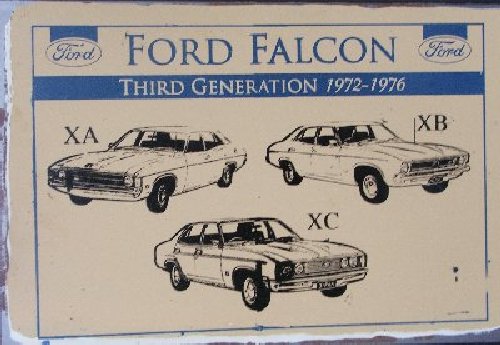 Ford FORD FALCON Ford
THIRD GENERATION 1972-1976
XA
XB
XC